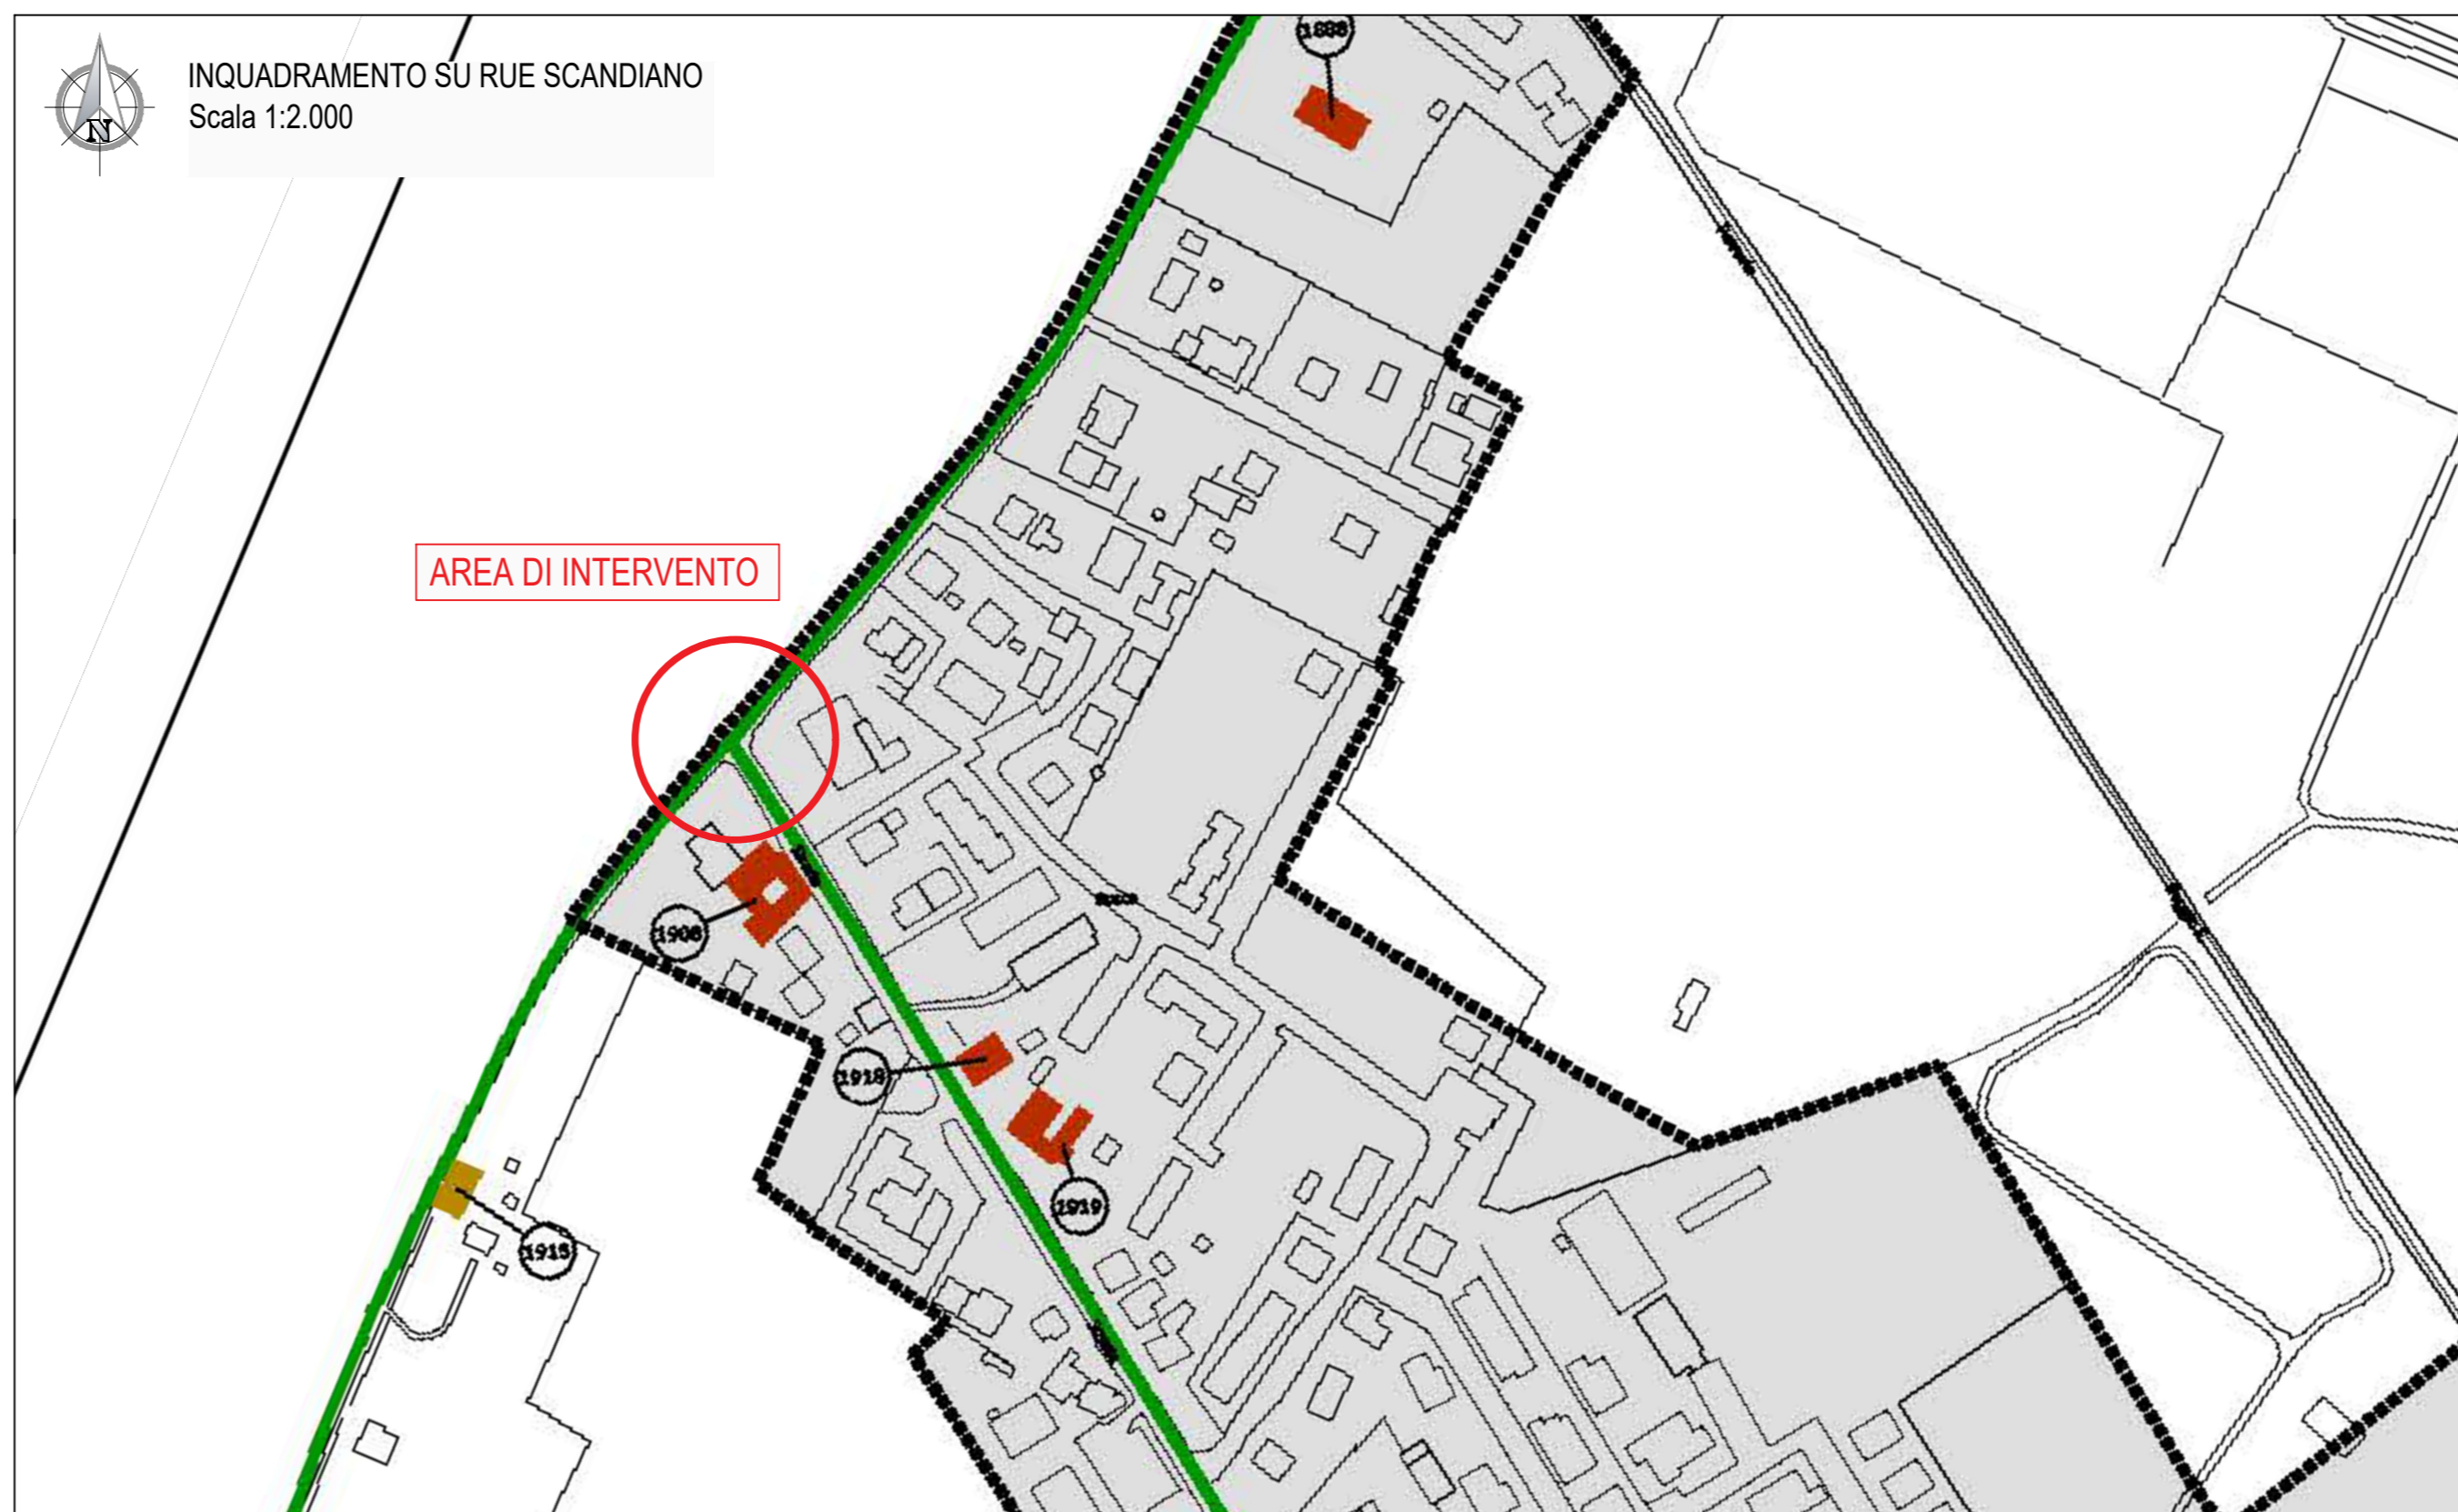 INQUADRAMENTO SU RUE SCANDIANO
Scala 1:2.000
N
1888
AREA DI INTERVENTO
1908
1918
1919
1915